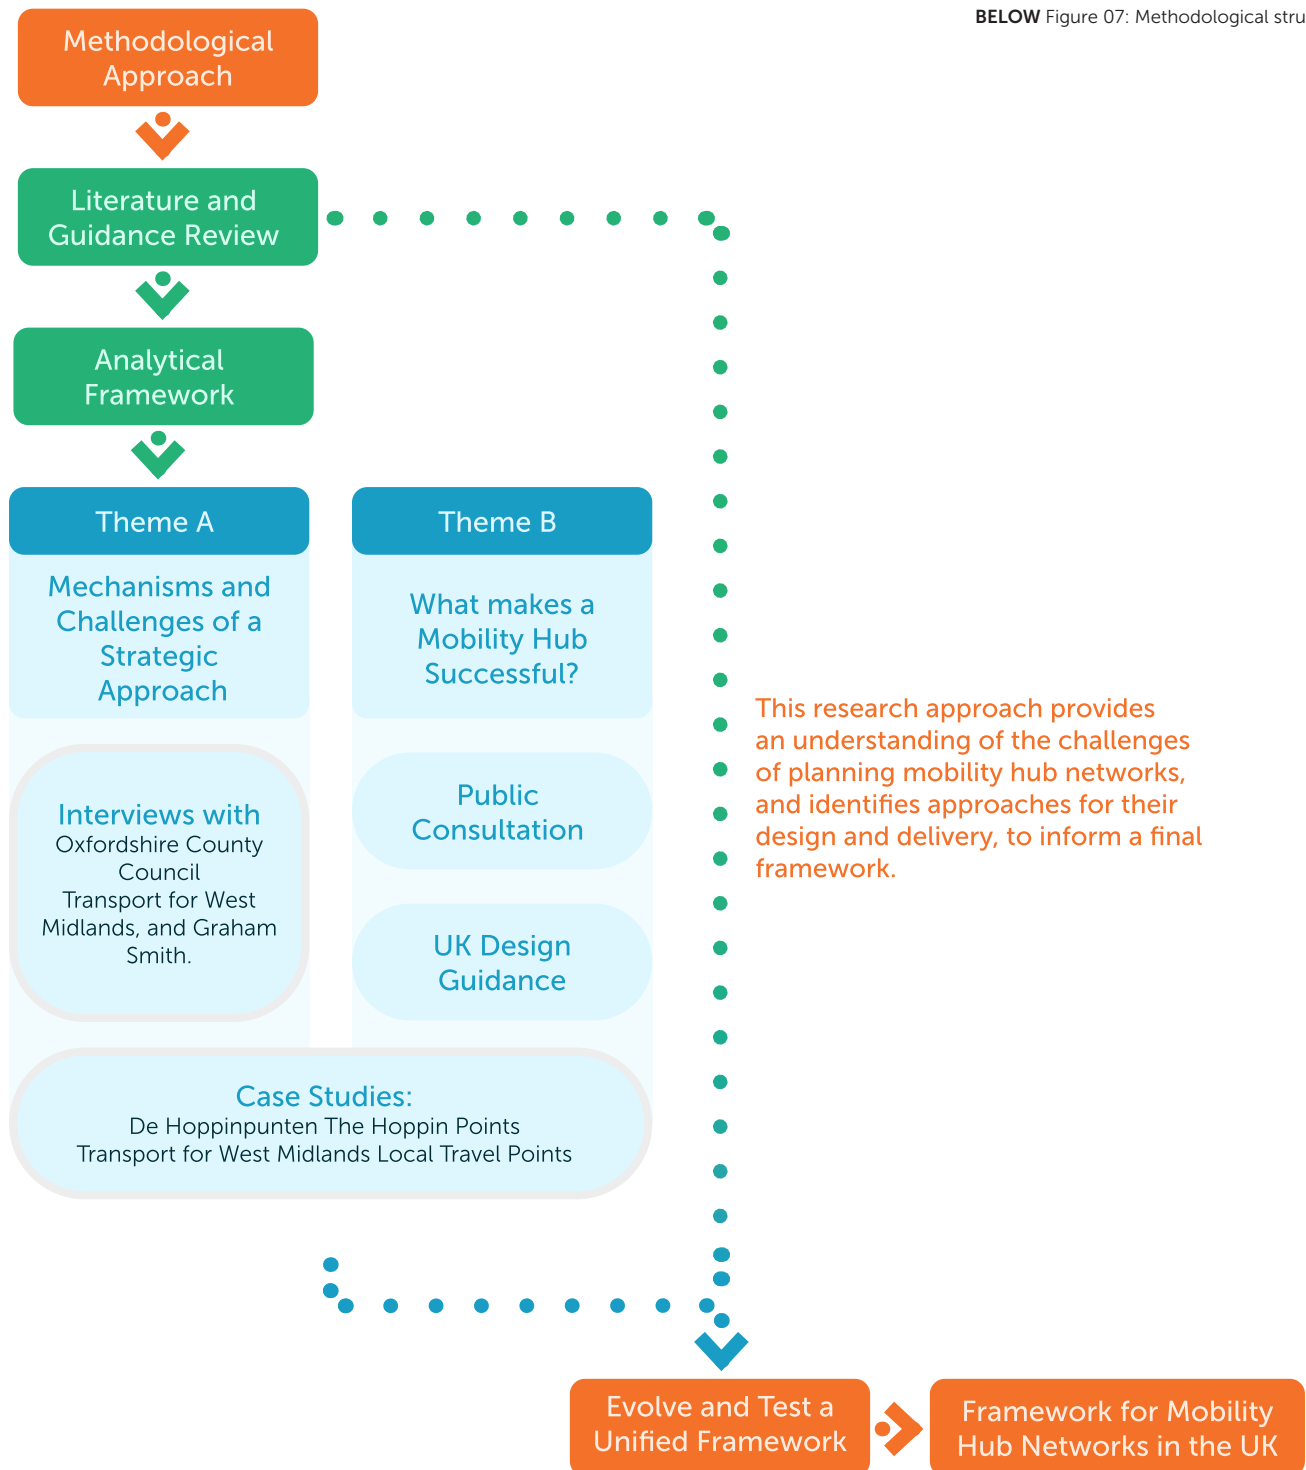 BELOW Figure 07: Methodological stru
Methodological
Approach
Literature and
Guidance Review
Analytical
Framework
Theme A
Mechanisms and
Challenges of a
Strategic
Approach
Interviews with
Oxfordshire County
Council
Transport for West
Midlands, and Graham
Smith.
Theme B
What makes a
Mobility Hub
Successful?
Public
Consultation
UK Design
Guidance
Case Studies:
De Hoppinpunten The Hoppin Points
Transport for West Midlands Local Travel Points
This research approach provides
an understanding of the challenges
of planning mobility hub networks,
and identifies approaches for their
design and delivery, to inform a final
framework.
Evolve and Test a
Unified Framework
Framework for Mobility
Hub Networks in the UK